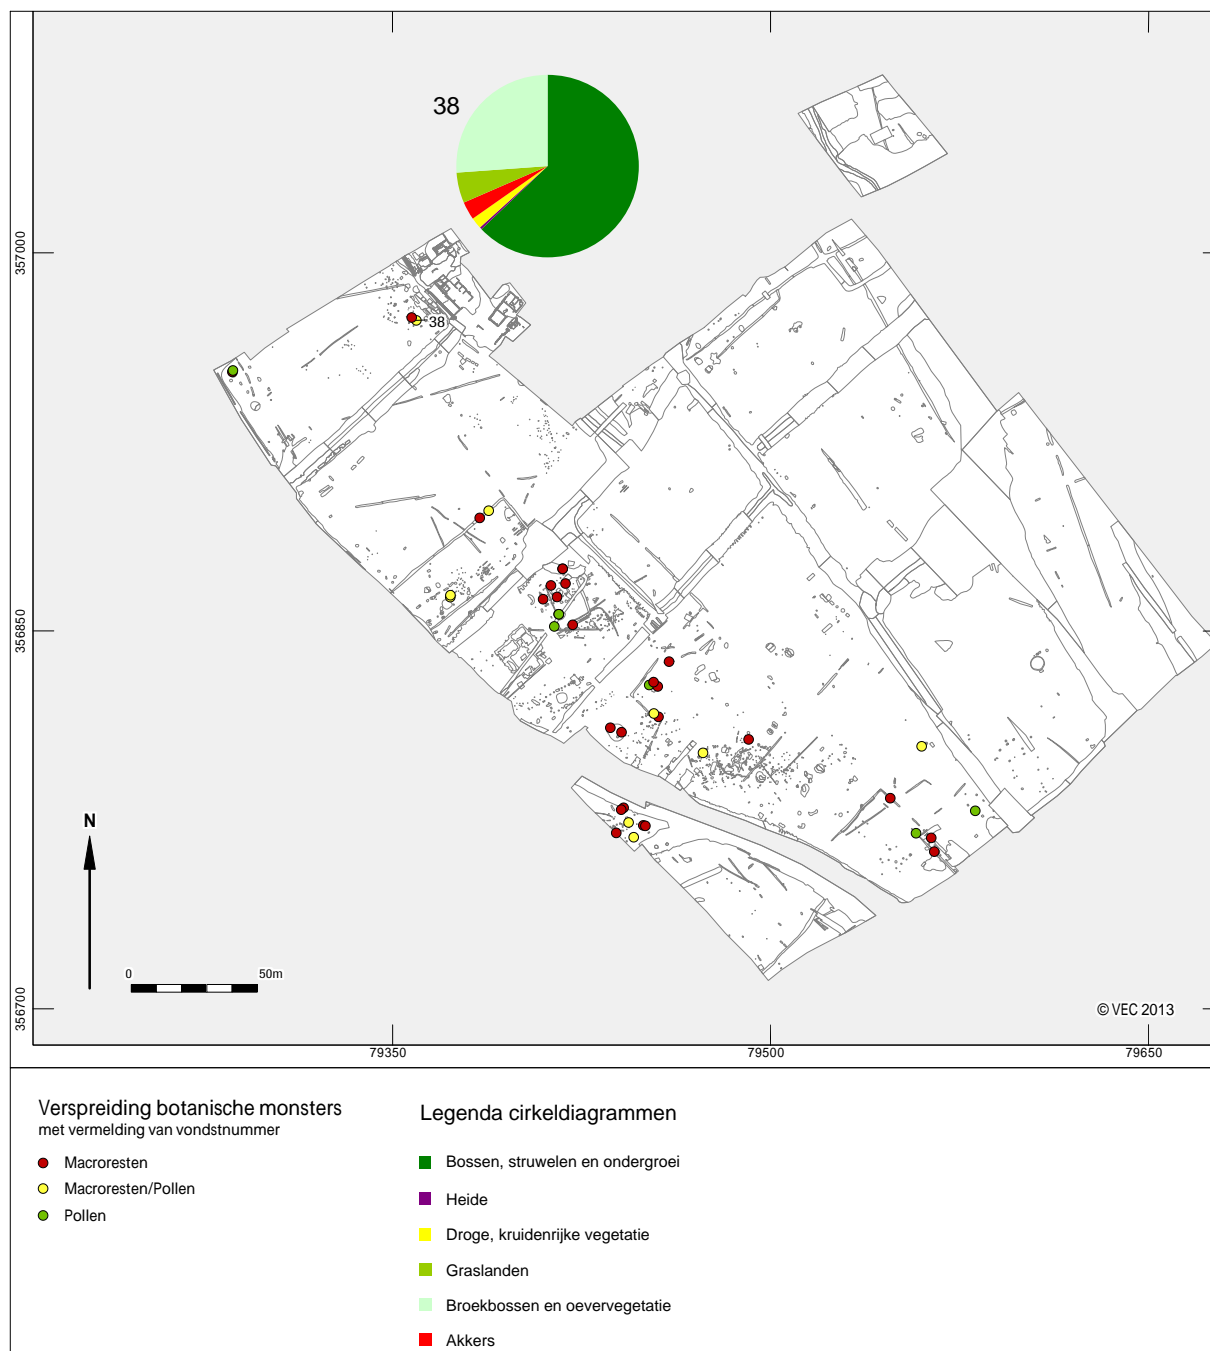 38
357000
38
356850
N
0 50m
356700
© VEC 2013
79350 79500 79650
Verspreiding botanische monsters
met vermelding van vondstnummer
Macroresten
Macroresten/Pollen
Pollen
Legenda cirkeldiagrammen
Bossen, struwelen en ondergroei
Heide
Droge, kruidenrijke vegetatie
Graslanden
Broekbossen en oevervegetatie
Akkers